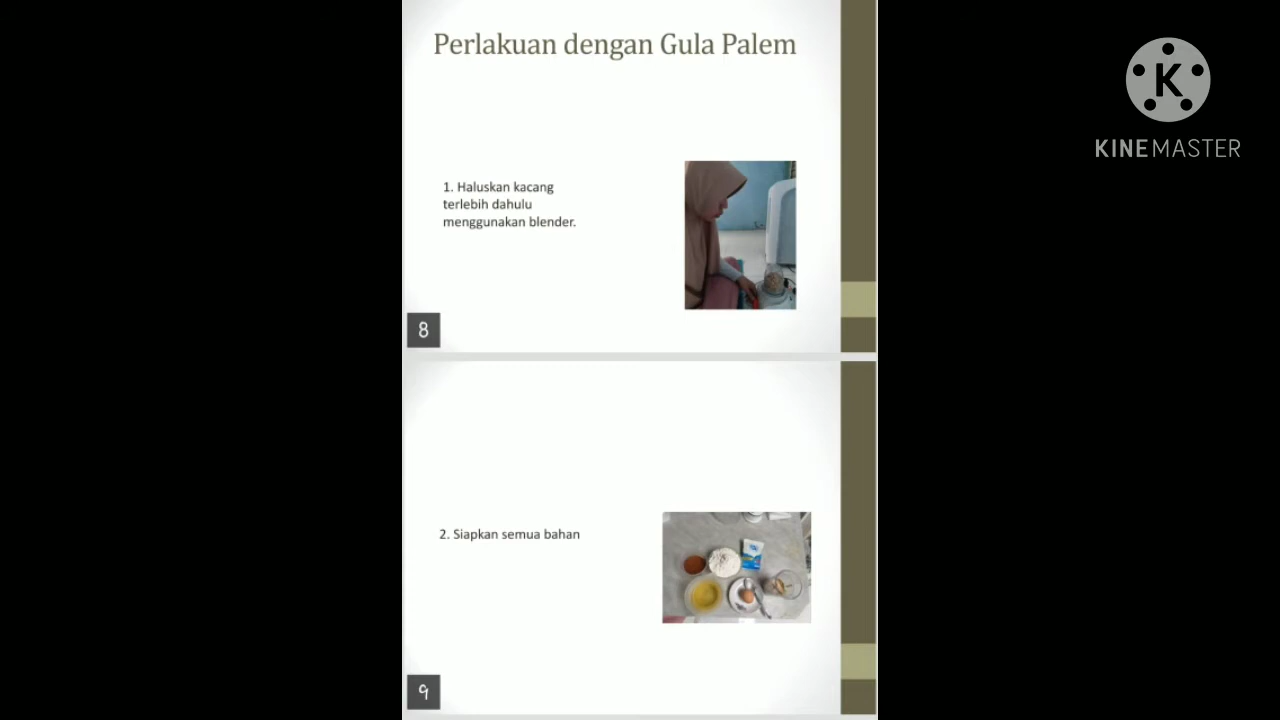 Perlakuan dengan Gula Palem
1. Haluskan kacang
terlebih dahulu
menggunakan blender.
8
2. Siapkan semua bahan
9
K
KINEMASTER